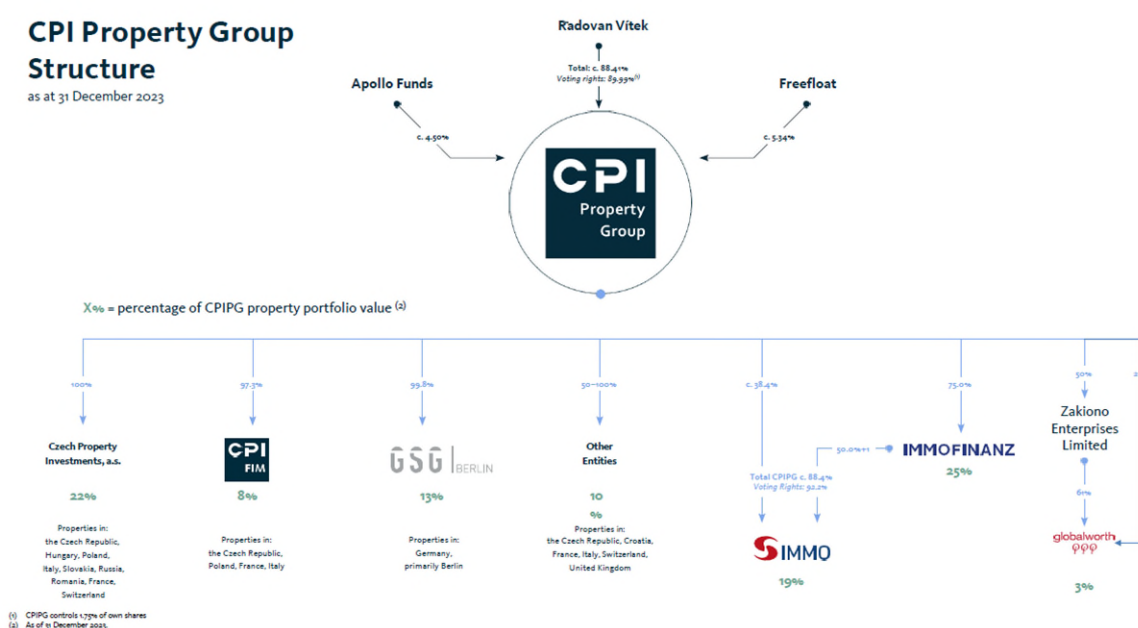 CPI Property Group
Structure
as at 31 December 2023
Radovan Vítek
Total: c. 88.41%
Voting rights: 89.99%(1)
Apollo Funds
Freefloat
c. 4.50%
c. 5.34%
CPI
Property
Group
X% = percentage of CPIPG property portfolio value (2)
100%
97.3%
99.8%
50–100%
c. 38.4%
75.0%
50%
2
Czech Property
Investments, a.s.
22%
Properties in:
the Czech Republic,
Hungary, Poland,
Italy, Slovakia, Russia,
Romania, France,
Switzerland
CPI
FIM
8%
Properties in:
the Czech Republic,
Poland, France, Italy
GSG BERLIN
13%
Properties in:
Germany,
primarily Berlin
Other
Entities
10
%
Properties in:
the Czech Republic, Croatia,
France, Italy, Switzerland,
United Kingdom
50.0%+1
Total CPIPG c. 88.4%
Voting Rights: 92.2%
S IMMO
19%
IMMOFINANZ
25%
Zakiono
Enterprises
Limited
61%
globalworth
3%
(1) CPIPG controls 1.75% of own shares
(2) As of 31 December 2023.